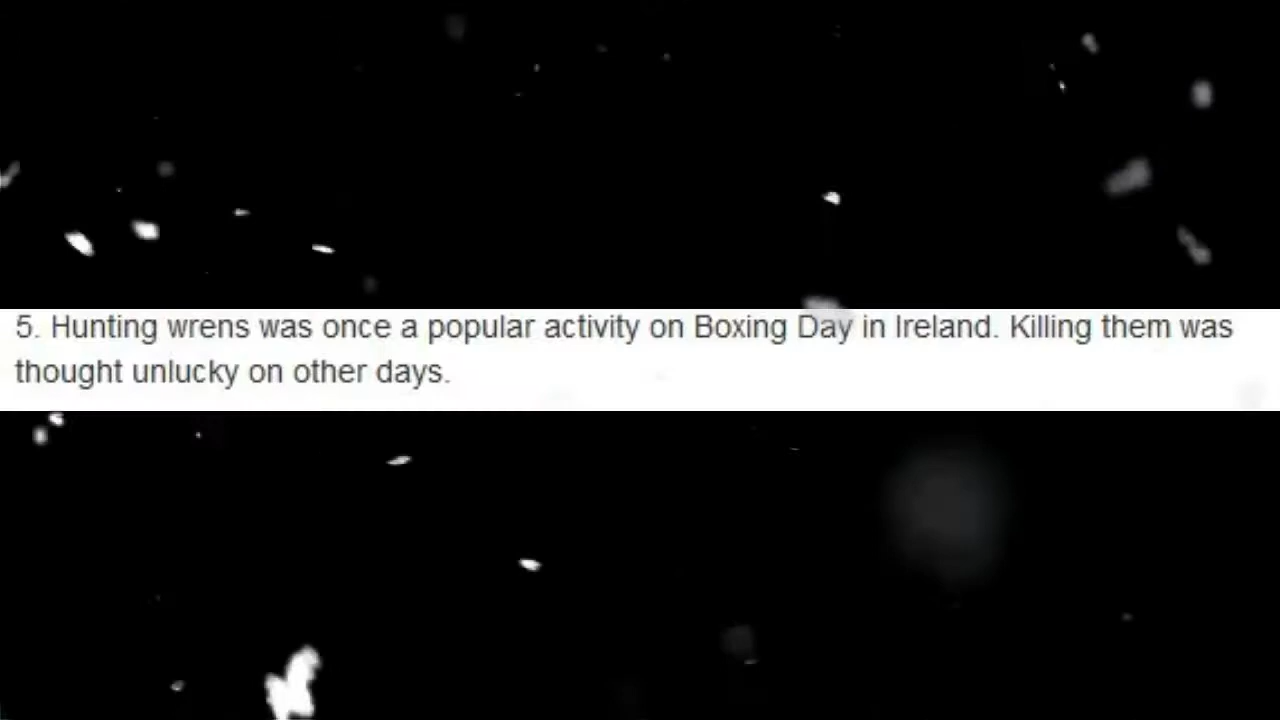 5. Hunting wrens was once a popular activity on Boxing Day in Ireland. Killing them was
thought unlucky on other days.